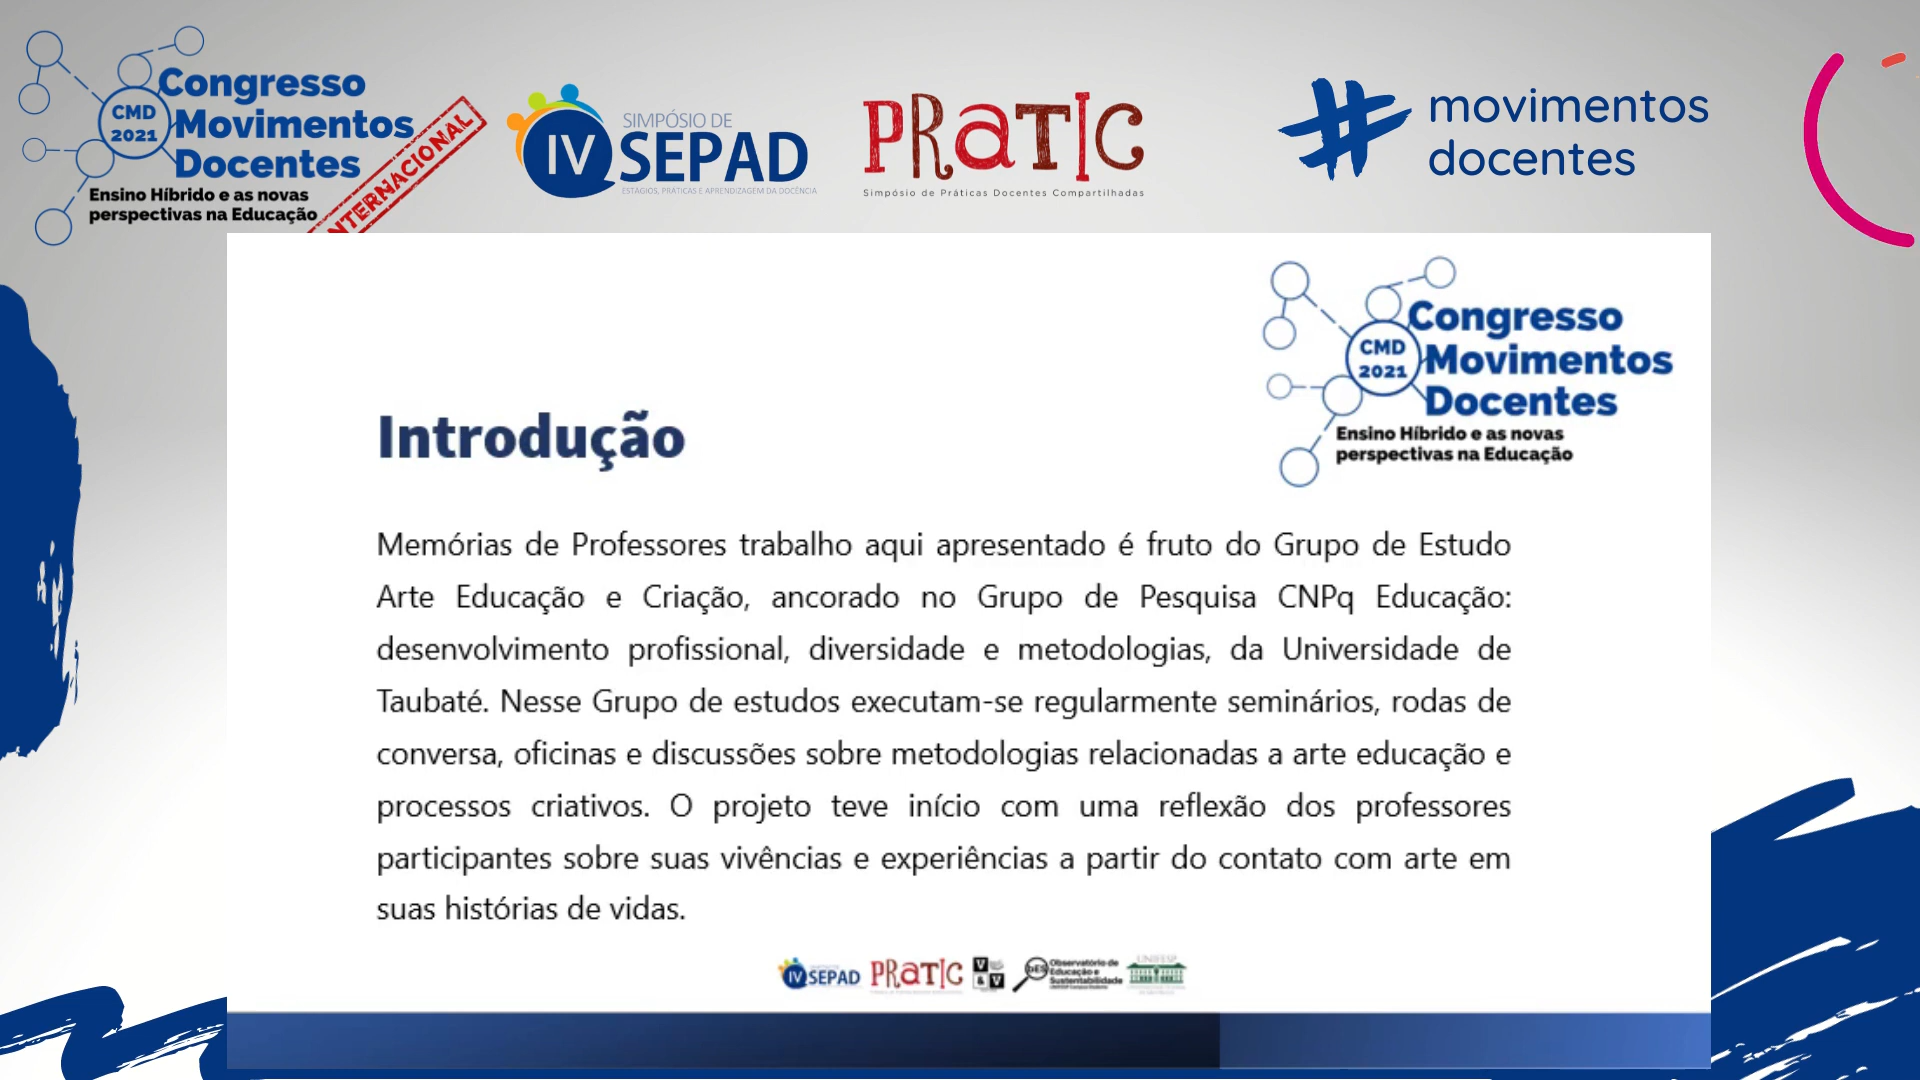 Congresso
CMD
2021
Movimentos
Docentes
Ensino Híbrido e as novas
perspectivas na Educação
SIMPÓSIO DE
IV SEPAD
ESTÁGIOS, PRÁTICAS E APRENDIZAGEM DA DOCÊNCIA
PRATIC
Simpósio de Práticas Docentes Compartilhadas
# movimentos
docentes
Congresso
CMD
2021
Movimentos
Docentes
Ensino Híbrido e as novas
perspectivas na Educação
Introdução
Memórias de Professores trabalho aqui apresentado é fruto do Grupo de Estudo
Arte Educação e Criação, ancorado no Grupo de Pesquisa CNPq Educação:
desenvolvimento profissional, diversidade e metodologias, da Universidade de
Taubaté. Nesse Grupo de estudos executam-se regularmente seminários, rodas de
conversa, oficinas e discussões sobre metodologias relacionadas a arte educação e
processos criativos. O projeto teve início com uma reflexão dos professores
participantes sobre suas vivências e experiências a partir do contato com arte em
suas histórias de vidas.
IV SEPAD
PRATIC
V
& V
Observatório de
Educação e
Sustentabilidade
UNIFESP